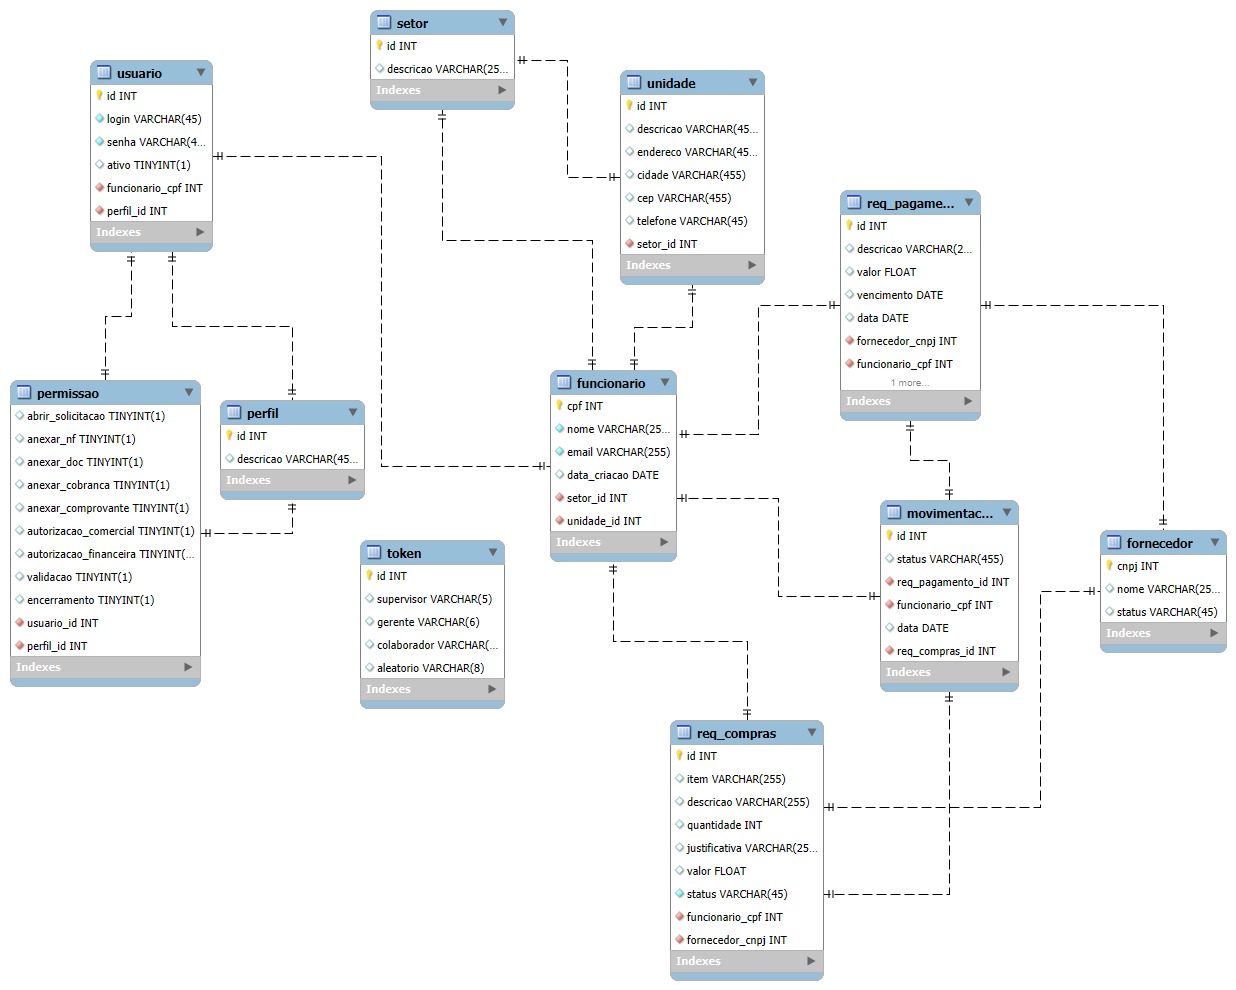 setor
id INT
descricao VARCHAR(25...
Indexes
usuario
id INT
login VARCHAR(45)
senha VARCHAR(4...
ativo TINYINT(1)
funcionario_cpf INT
perfil_id INT
Indexes
unidade
id INT
descricao VARCHAR(45...
endereco VARCHAR(45...
cidade VARCHAR(455)
cep VARCHAR(455)
telefone VARCHAR(45)
setor_id INT
Indexes
req_pagame...
id INT
descricao VARCHAR(2...
valor FLOAT
vencimento DATE
data DATE
fornecedor_cnpj INT
funcionario_cpf INT
1 more...
Indexes
permissao
abrir_solicitacao TINYINT(1)
anexar_nf TINYINT(1)
anexar_doc TINYINT(1)
anexar_cobranca TINYINT(1)
anexar_comprovante TINYINT(1)
autorizacao_comercial TINYINT(1)
autorizacao_financeira TINYINT(...
validacao TINYINT(1)
encerramento TINYINT(1)
usuario_id INT
perfil_id INT
Indexes
perfil
id INT
descricao VARCHAR(45...
Indexes
funcionario
cpf INT
nome VARCHAR(25...
email VARCHAR(255)
data_criacao DATE
setor_id INT
unidade_id INT
Indexes
token
id INT
supervisor VARCHAR(5)
gerente VARCHAR(6)
colaborador VARCHAR(...
aleatorio VARCHAR(8)
Indexes
movimentac...
id INT
status VARCHAR(455)
req_pagamento_id INT
funcionario_cpf INT
data DATE
req_compras_id INT
Indexes
fornecedor
cnpj INT
nome VARCHAR(25...
status VARCHAR(45)
Indexes
req_compras
id INT
item VARCHAR(255)
descricao VARCHAR(255)
quantidade INT
justificativa VARCHAR(25...
valor FLOAT
status VARCHAR(45)
funcionario_cpf INT
fornecedor_cnpj INT
Indexes